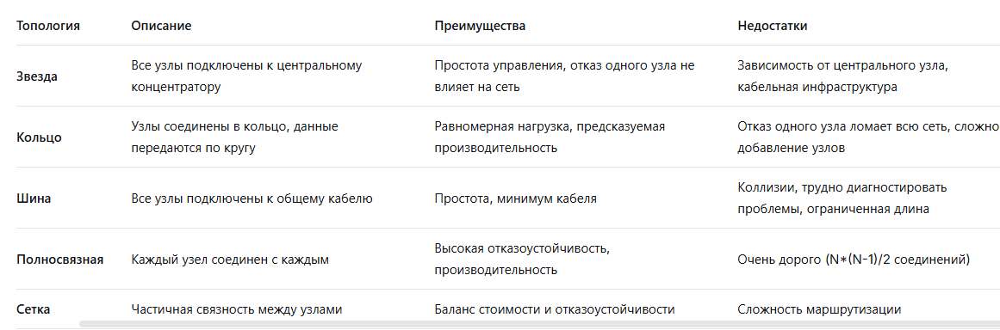 Топология Описание Преимущества Недостатки
Звезда
Все узлы подключены к центральному
концентратору
Простота управления, отказ одного узла не
влияет на сеть
Зависимость от центрального узла,
кабельная инфраструктура
Кольцо
Узлы соединены в кольцо, данные
передаются по кругу
Равномерная нагрузка, предсказуемая
производительность
Отказ одного узла ломает всю сеть, сложно
добавление узлов
Шина
Все узлы подключены к общему кабелю
Простота, минимум кабеля
Коллизии, трудно диагностировать
проблемы, ограниченная длина
Полносвязная
Каждый узел соединен с каждым
Высокая отказоустойчивость,
производительность
Очень дорого (N*(N-1)/2 соединений)
Сетка
Частичная связность между узлами
Баланс стоимости и отказоустойчивости
Сложность маршрутизации